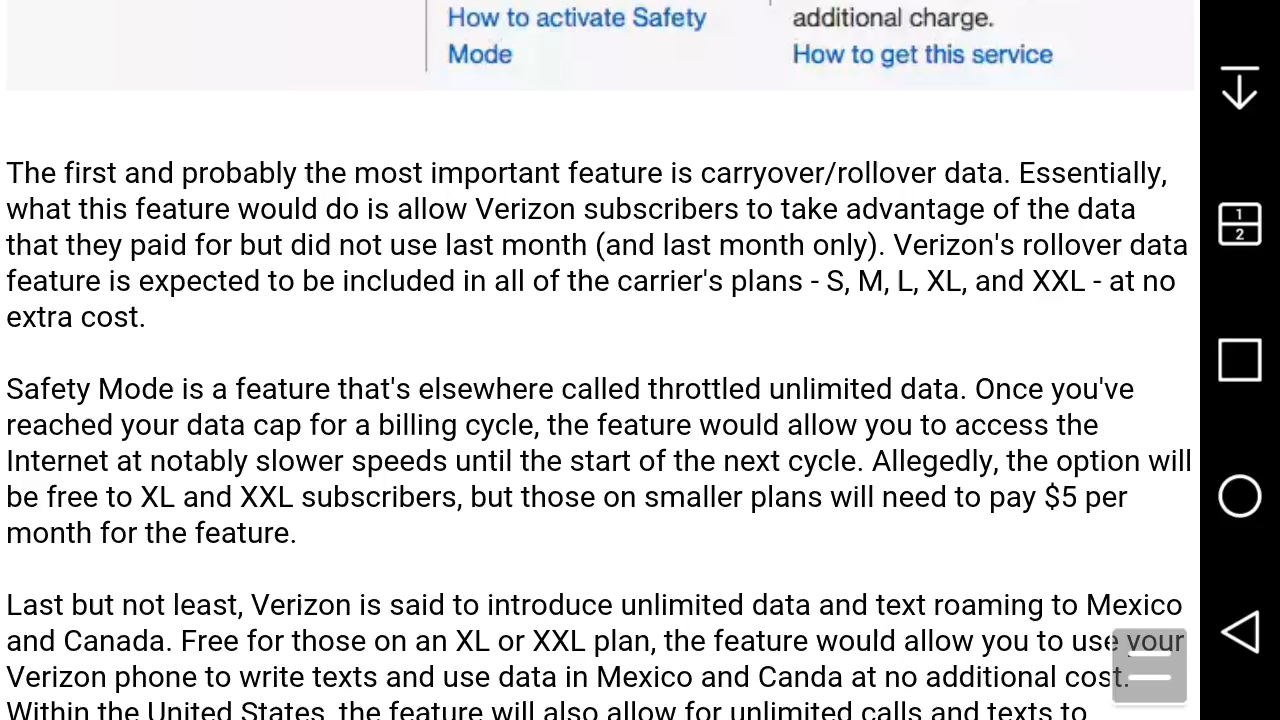 How to activate Safety
Mode
additional charge.
How to get this service
The first and probably the most important feature is carryover/rollover data. Essentially,
what this feature would do is allow Verizon subscribers to take advantage of the data
that they paid for but did not use last month (and last month only). Verizon's rollover data
feature is expected to be included in all of the carrier's plans - S, M, L, XL, and XXL - at no
extra cost.
Safety Mode is a feature that's elsewhere called throttled unlimited data. Once you've
reached your data cap for a billing cycle, the feature would allow you to access the
Internet at notably slower speeds until the start of the next cycle. Allegedly, the option will
be free to XL and XXL subscribers, but those on smaller plans will need to pay $5 per
month for the feature.
Last but not least, Verizon is said to introduce unlimited data and text roaming to Mexico
and Canada. Free for those on an XL or XXL plan, the feature would allow you to use your
Verizon phone to write texts and use data in Mexico and Canda at no additional cost.
Within the United States, the feature will also allow for unlimited calls and texts to
1
2